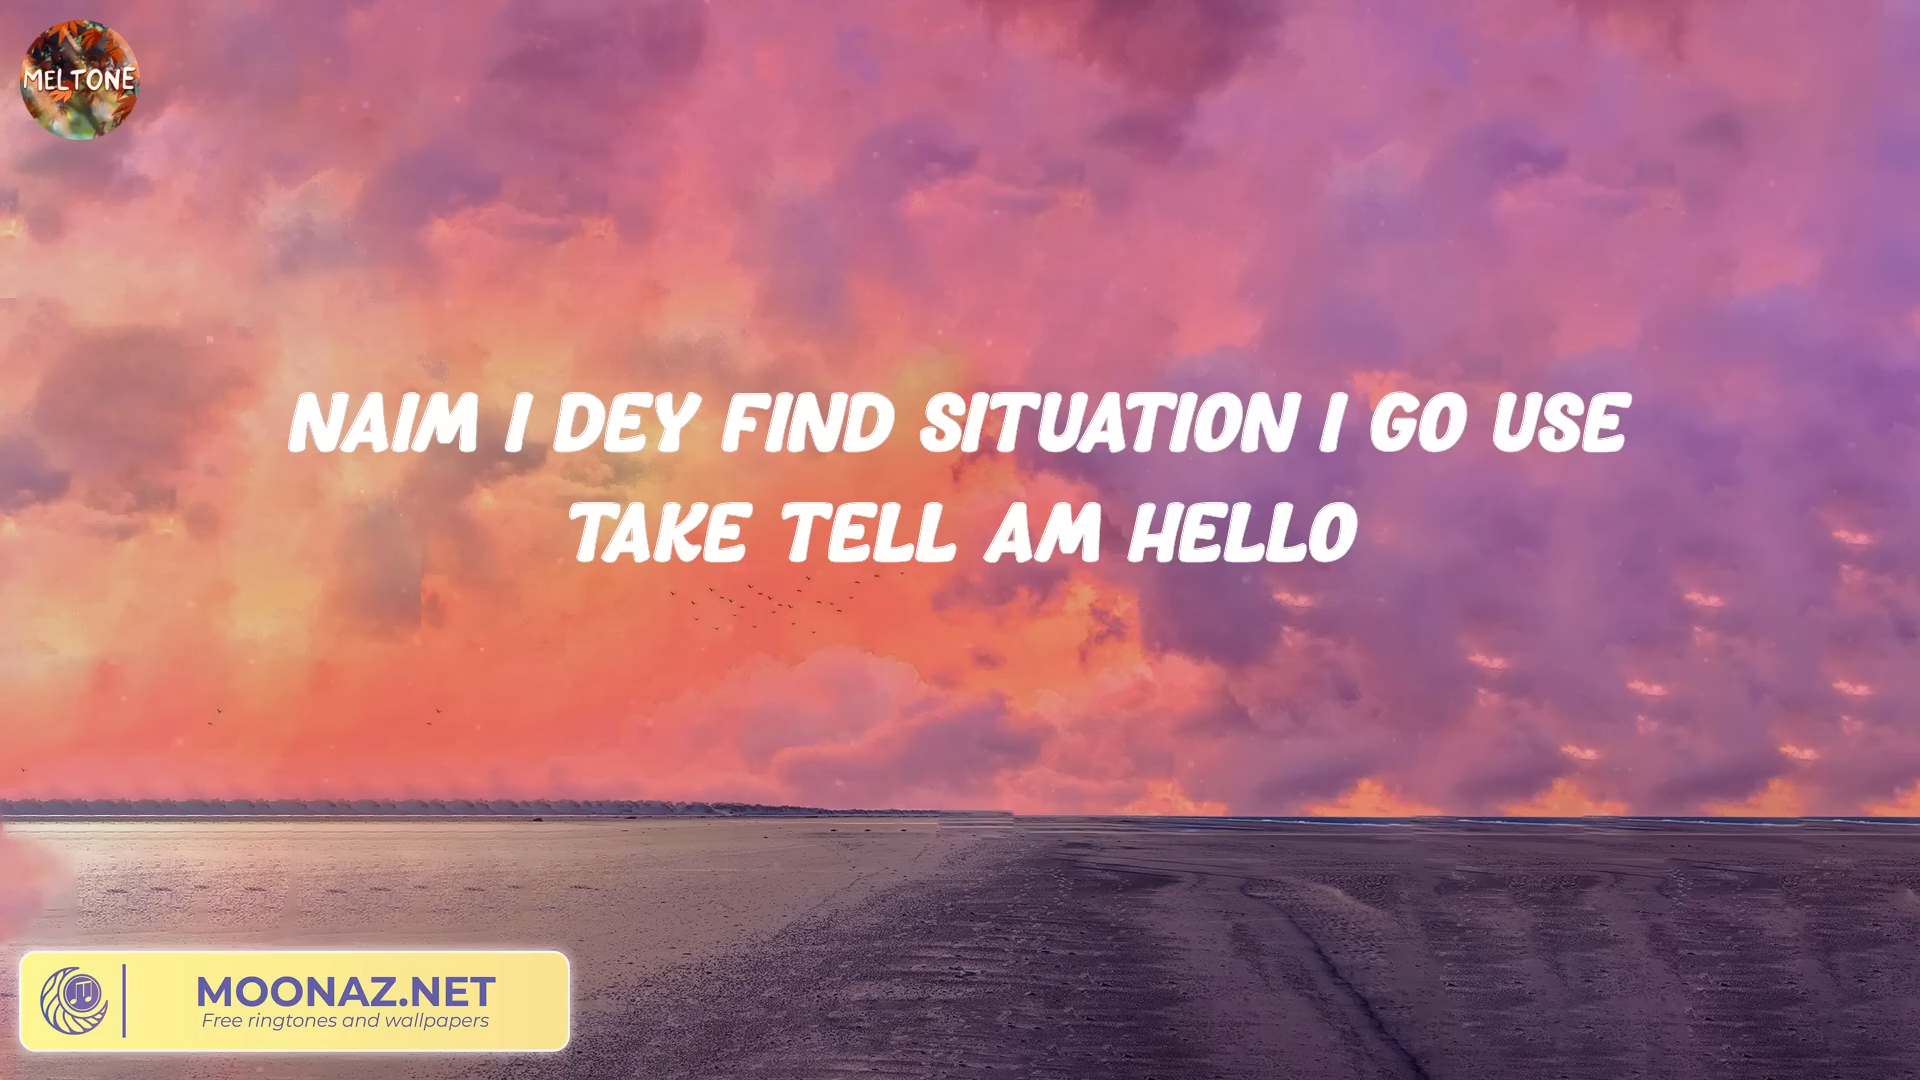 MELTONE
NAIM I DEY FIND SITUATION I GO USE
TAKE TELL AM HELLO
MOONAZ.NET
Free ringtones and wallpapers